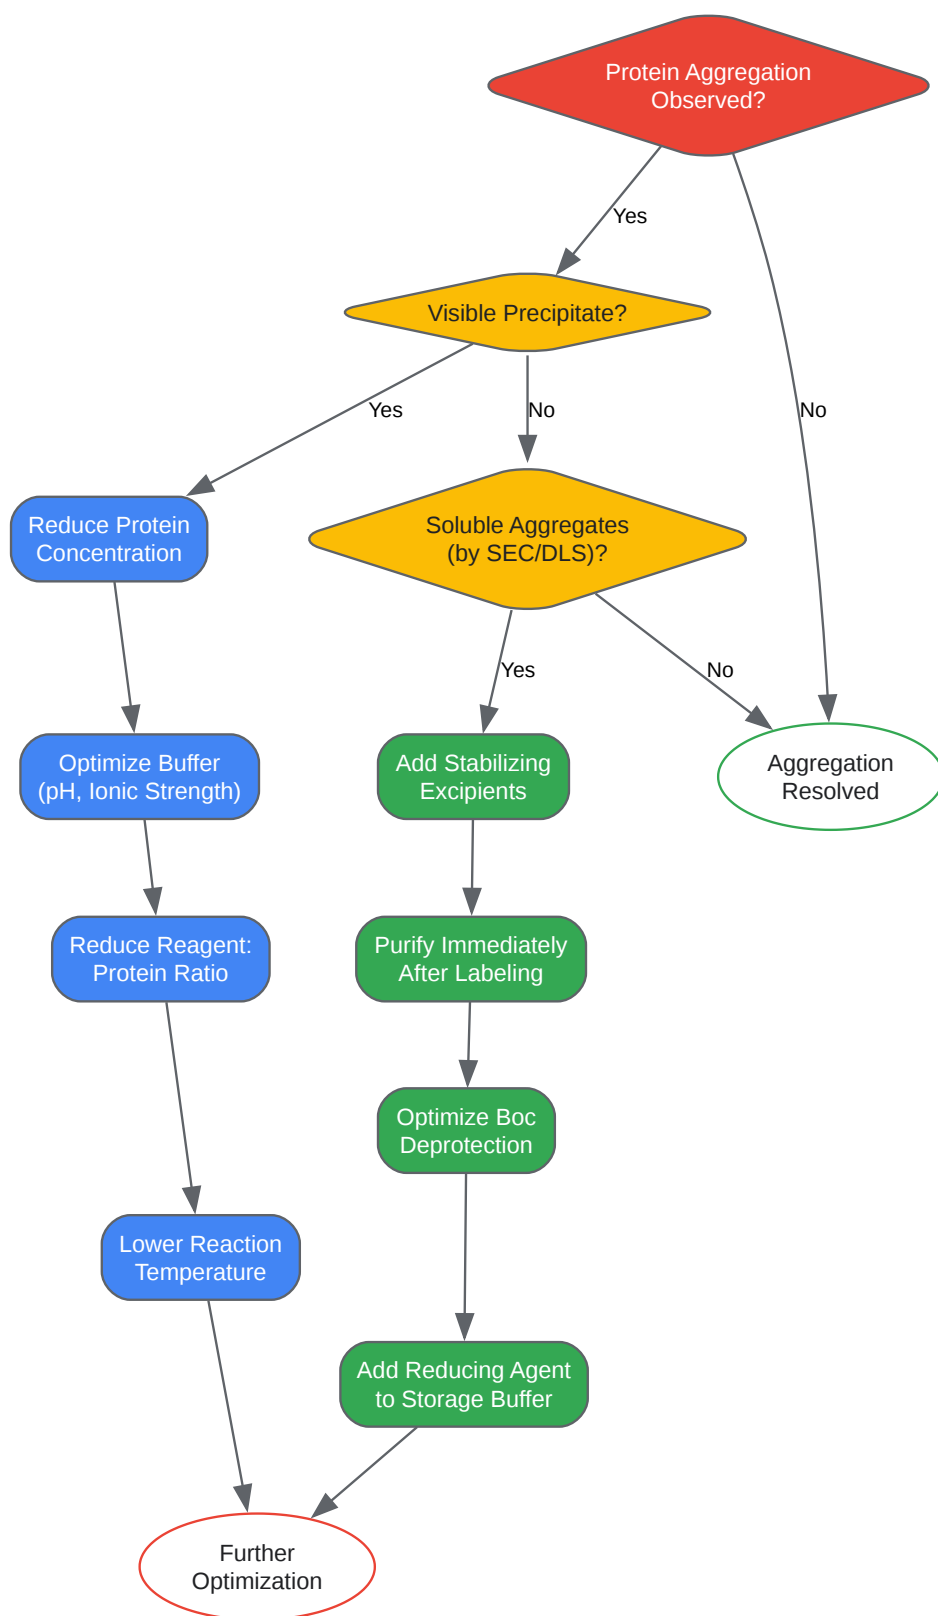 Protein Aggregation
Observed?
Yes
Visible Precipitate?
Yes
No
No
Reduce Protein
Concentration
Soluble Aggregates
(by SEC/DLS)?
Yes
No
Optimize Buffer
(pH, Ionic Strength)
Add Stabilizing
Excipients
Aggregation
Resolved
Reduce Reagent:
Protein Ratio
Purify Immediately
After Labeling
Optimize Boc
Deprotection
Lower Reaction
Temperature
Add Reducing Agent
to Storage Buffer
Further
Optimization